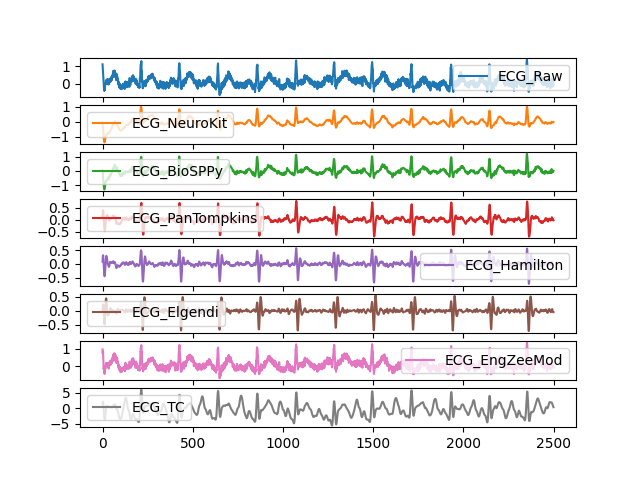 1
0
ECG_Raw
1
0
−1
ECG_NeuroKit
1
0
−1
ECG_BioSPPy
0.5
0.0
−0.5
ECG_PanTompkins
0.5
0.0
−0.5
ECG_Hamilton
0.5
0.0
−0.5
ECG_Elgendi
1
0
ECG_EngZeeMod
5
0
−5
ECG_TC
0 500 1000 1500 2000 2500